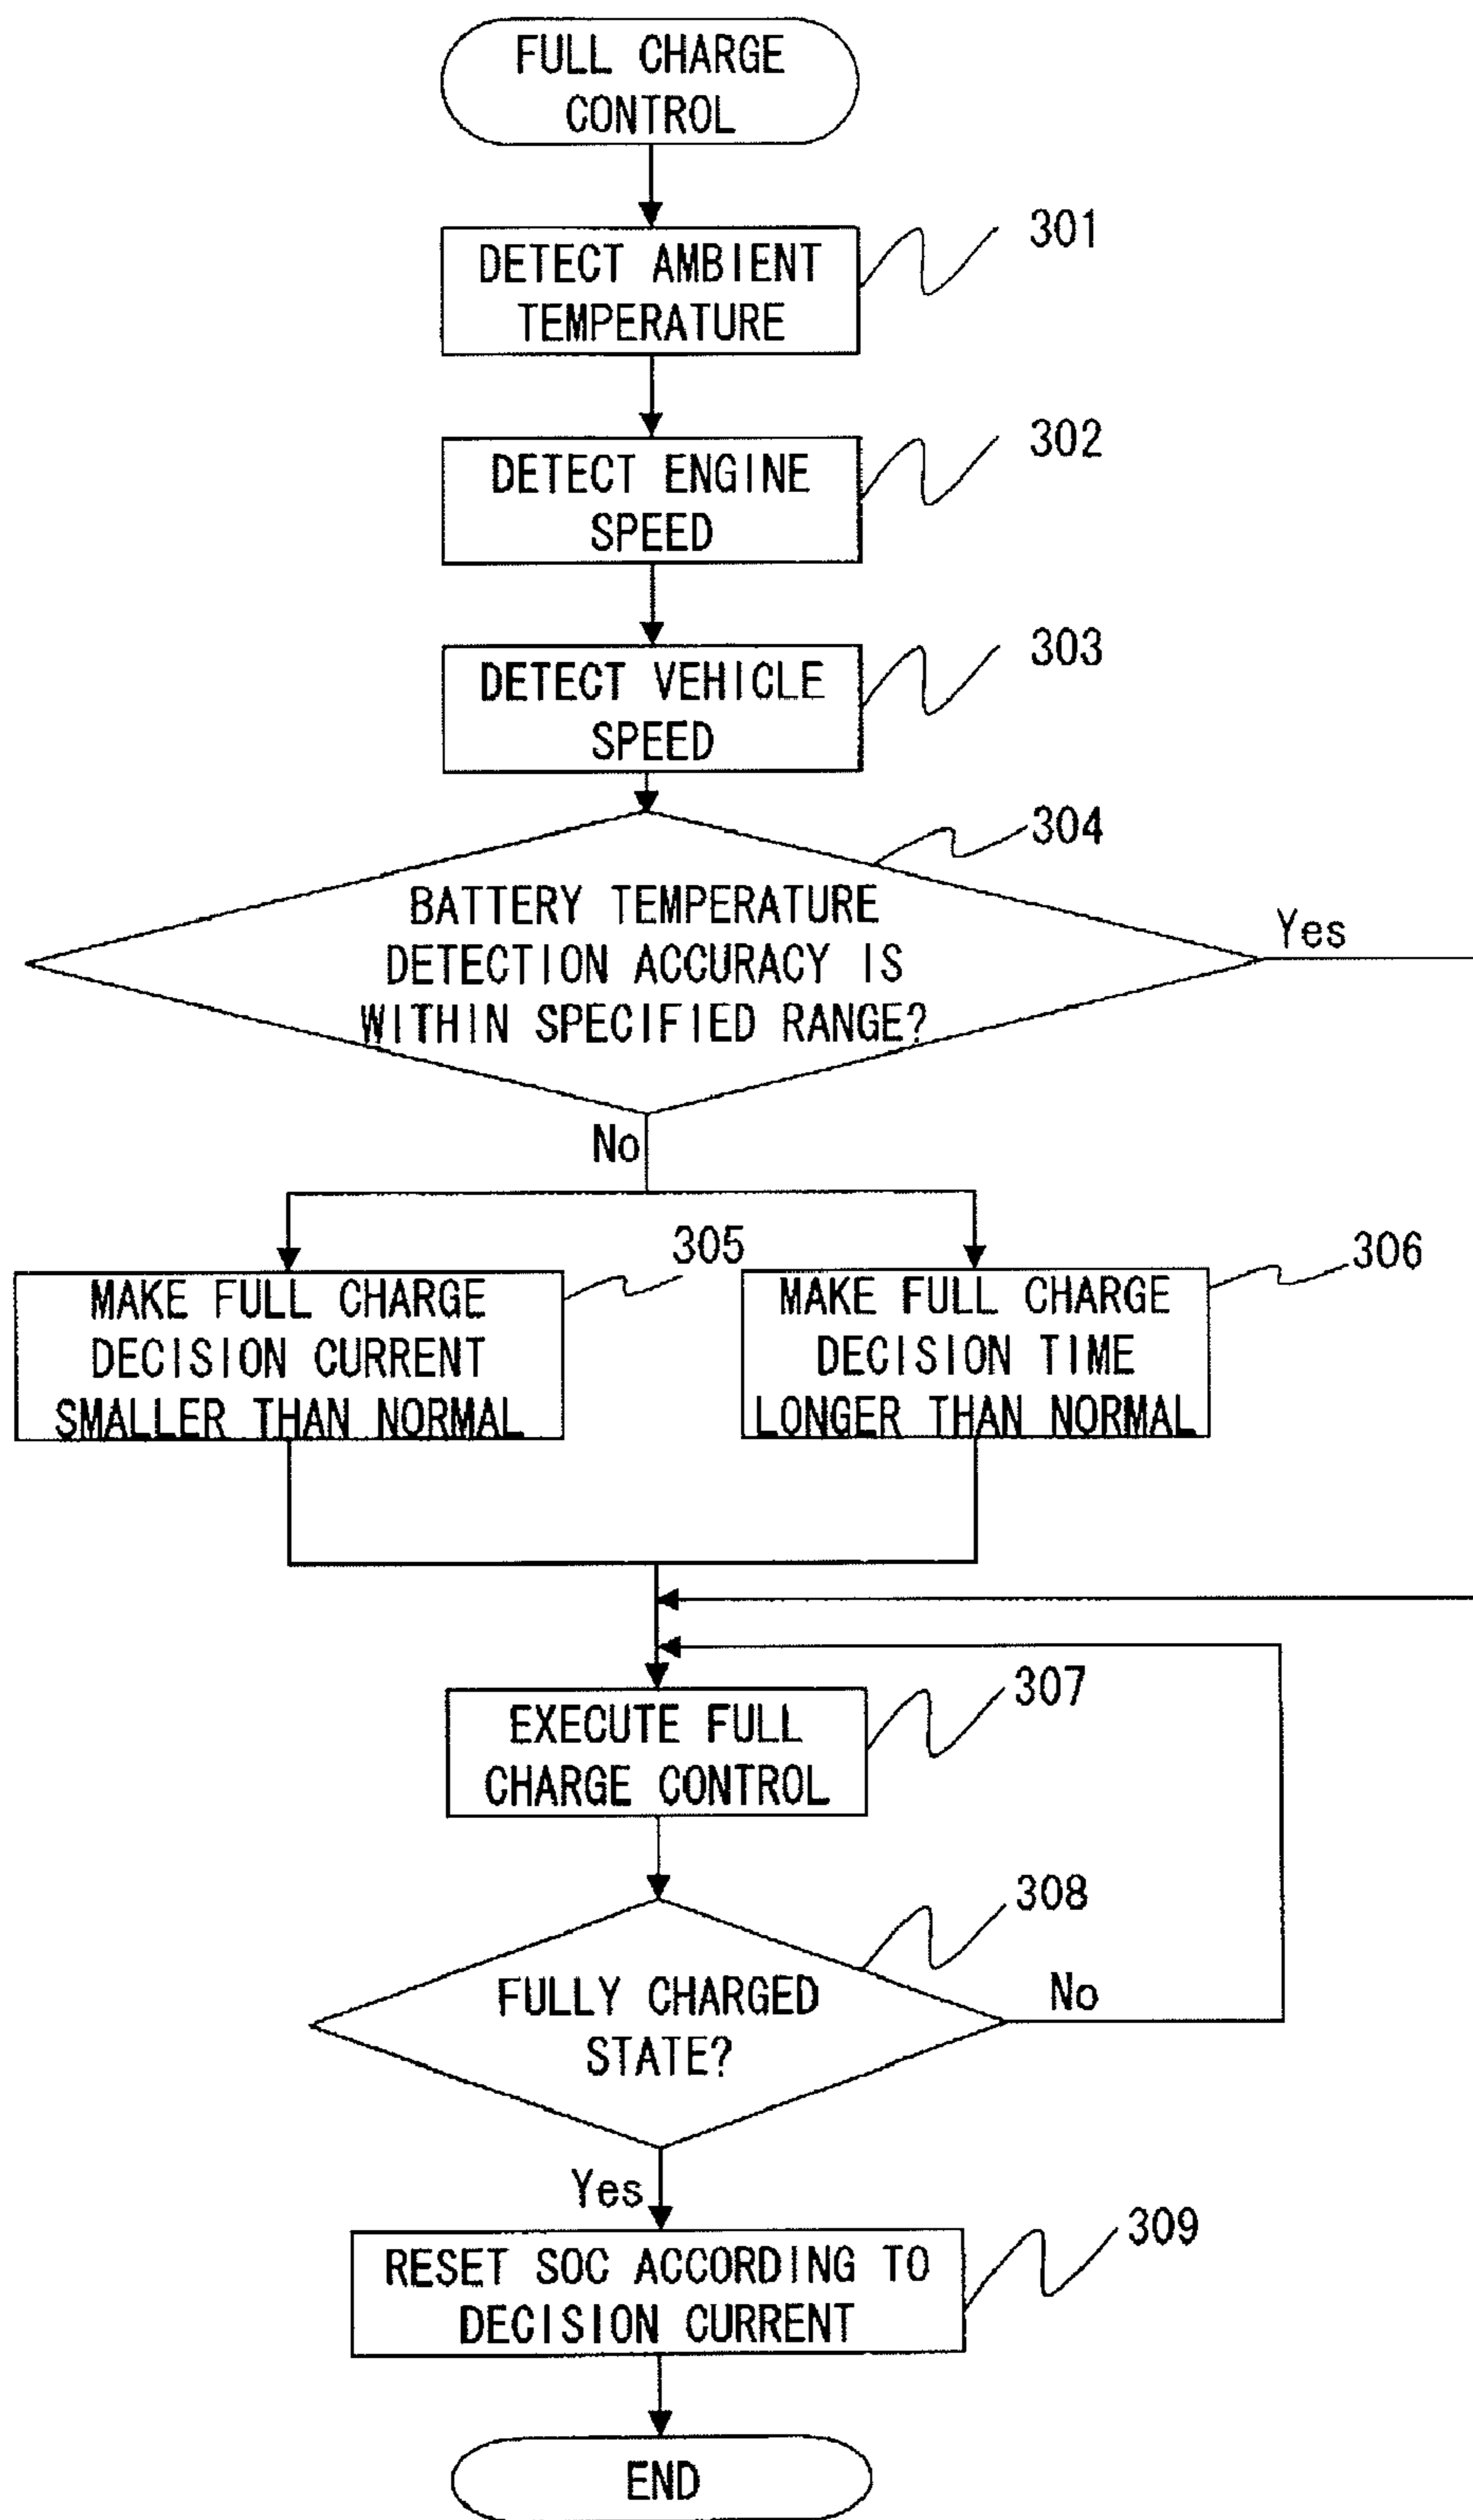 FULL CHARGE
CONTROL
301
DETECT AMBIENT
TEMPERATURE
302
DETECT ENGINE
SPEED
303
DETECT VEHICLE
SPEED
304
BATTERY TEMPERATURE
DETECTION ACCURACY IS
WITHIN SPECIFIED RANGE?
Yes
No
305
MAKE FULL CHARGE
DECISION CURRENT
SMALLER THAN NORMAL
306
MAKE FULL CHARGE
DECISION TIME
LONGER THAN NORMAL
307
EXECUTE FULL
CHARGE CONTROL
308
FULLY CHARGED
STATE?
No
Yes
309
RESET SOC ACCORDING TO
DECISION CURRENT
END